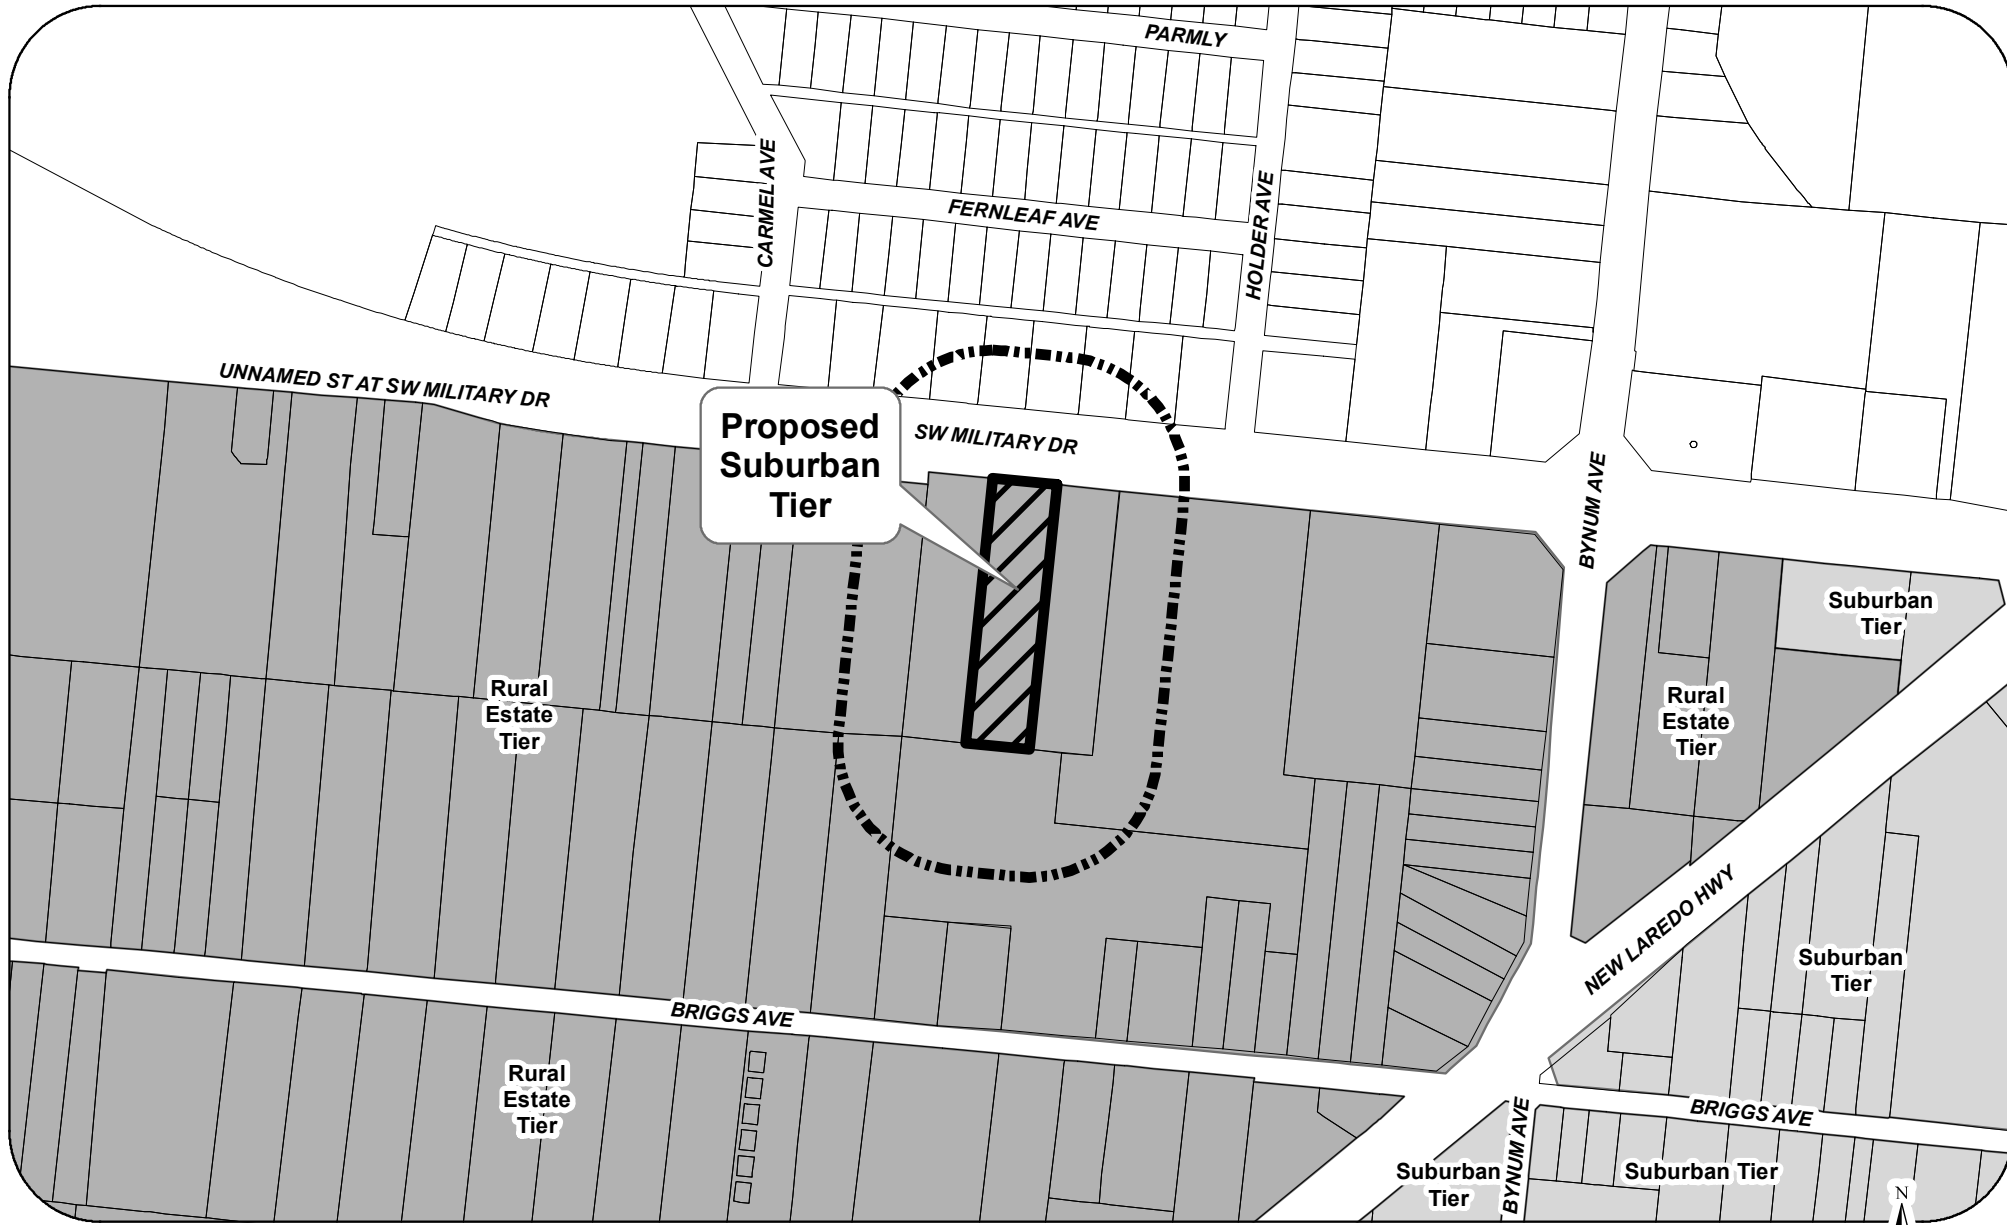 PARMLY
CARMEL AVE
FERNLEAF AVE
HOLDER AVE
UNNAMED ST AT SW MILITARY DR
Proposed
Suburban
Tier
SW MILITARY DR
BYNUM AVE
Suburban
Tier
Rural
Estate
Tier
Rural
Estate
Tier
NEW LAREDO HWY
Suburban
Tier
BRIGGS AVE
Rural
Estate
Tier
BRIGGS AVE
BYNUM AVE
Suburban
Tier
Suburban Tier
N